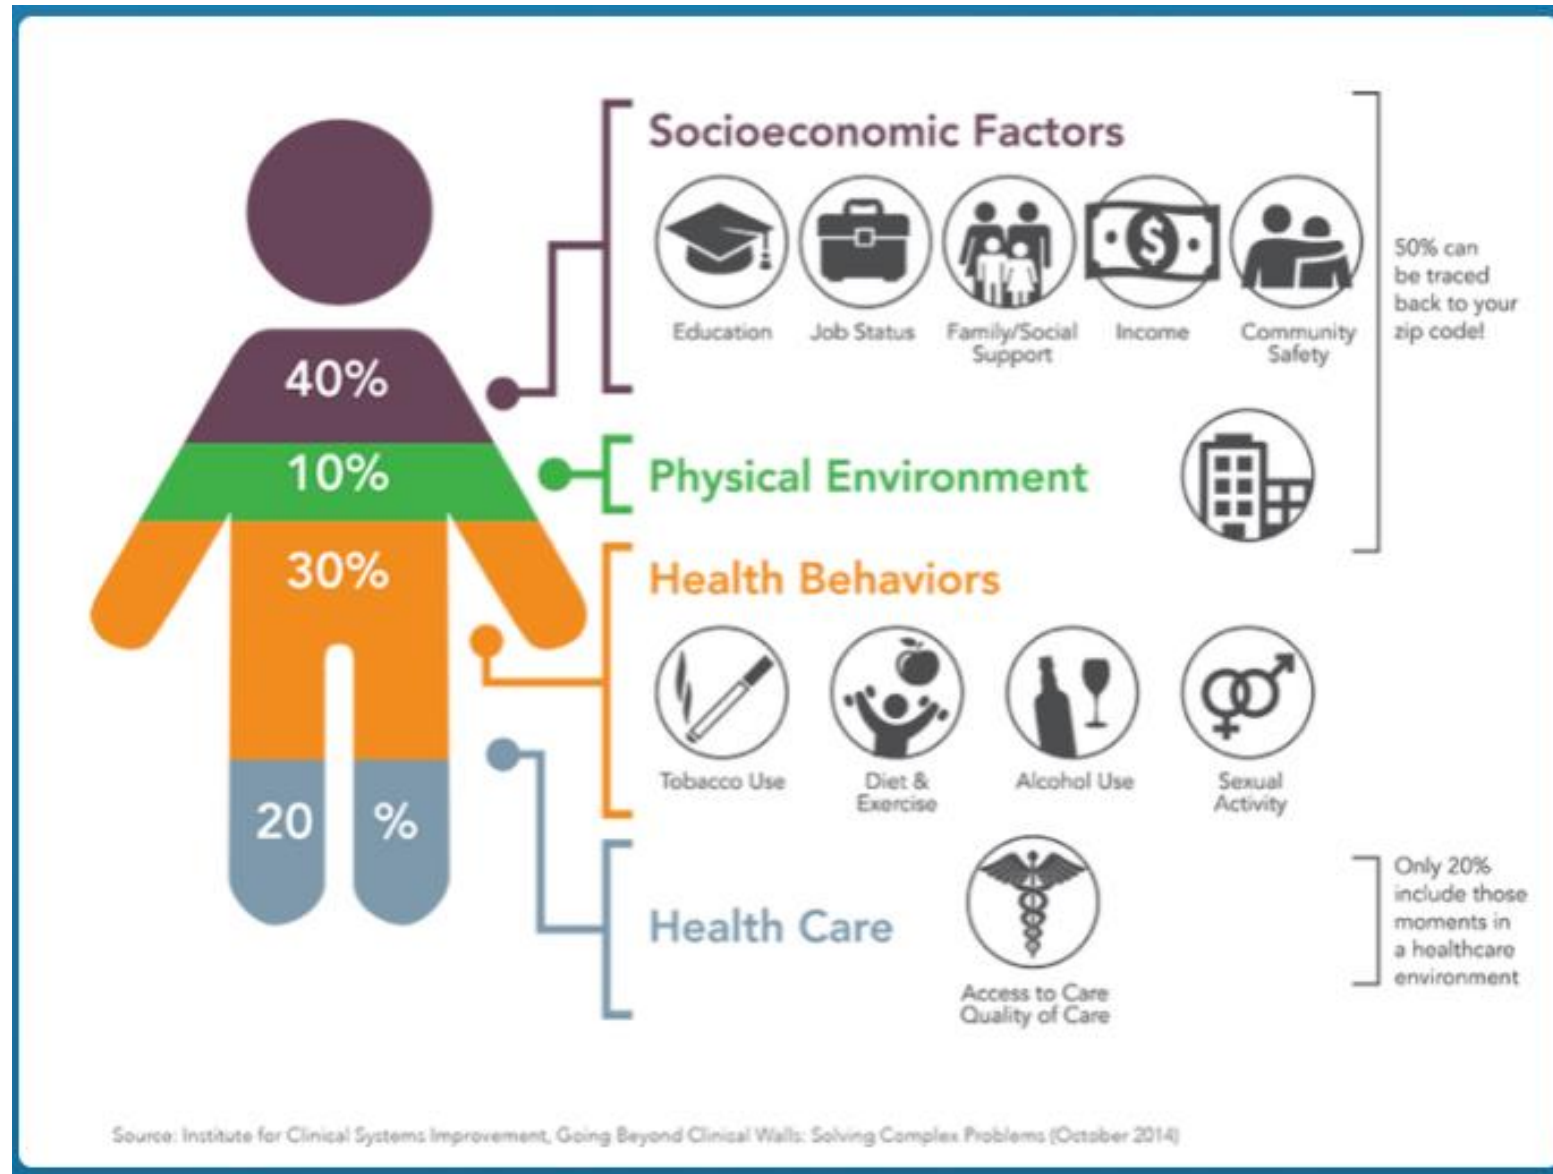 Socioeconomic Factors
Education
Job Status
Family/Social
Support
Income
Community
Safety
50% can
be traced
back to your
zip code!
40%
10%
Physical Environment
30%
Health Behaviors
Tobacco Use
Diet &
Exercise
Alcohol Use
Sexual
Activity
20 %
Health Care
Access to Care
Quality of Care
Only 20%
include those
moments in
a healthcare
environment
Source: Institute for Clinical Systems Improvement, Going Beyond Clinical Walls: Solving Complex Problems (October 2014)